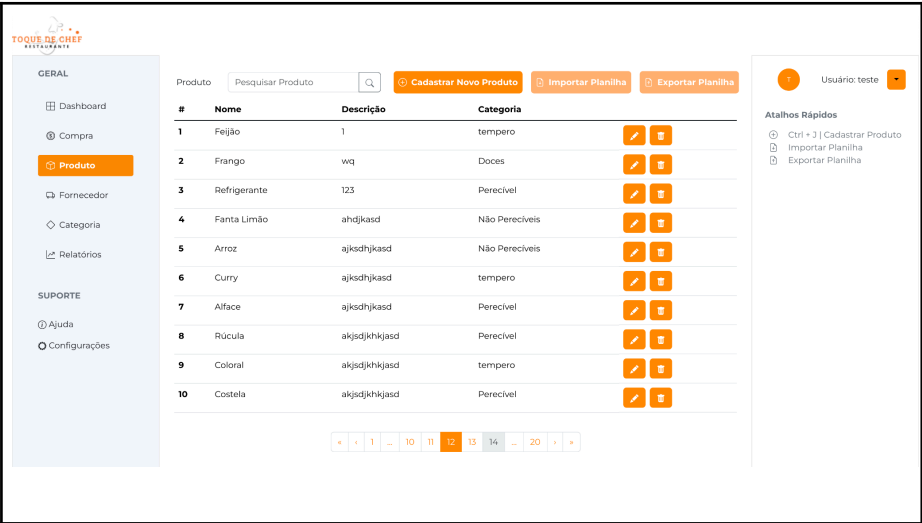 TOQUE DE CHEF
RESTAURANTE
GERAL
Dashboard
Compra
Produto
Fornecedor
Categoria
Relatórios
SUPORTE
Ajuda
Configurações
Produto Pesquisar Produto Cadastrar Novo Produto Importar Planilha Exportar Planilha
# Nome Descrição Categoria
1 Feijão 1 tempero
2 Frango wq Doces
3 Refrigerante 123 Perecível
4 Fanta Limão ahdjkasd Não Perecíveis
5 Arroz ajksdhjkasd Não Perecíveis
6 Curry ajksdhjkasd tempero
7 Alface ajksdhjkasd Perecível
8 Rúcula akjsdjkhkjasd Perecível
9 Coloral akjsdjkhkjasd tempero
10 Costela akjsdjkhkjasd Perecível
« ‹ 1 ... 10 11 12 13 14 ... 20 › »
T Usuário: teste
Atalhos Rápidos
Ctrl + J | Cadastrar Produto
Importar Planilha
Exportar Planilha